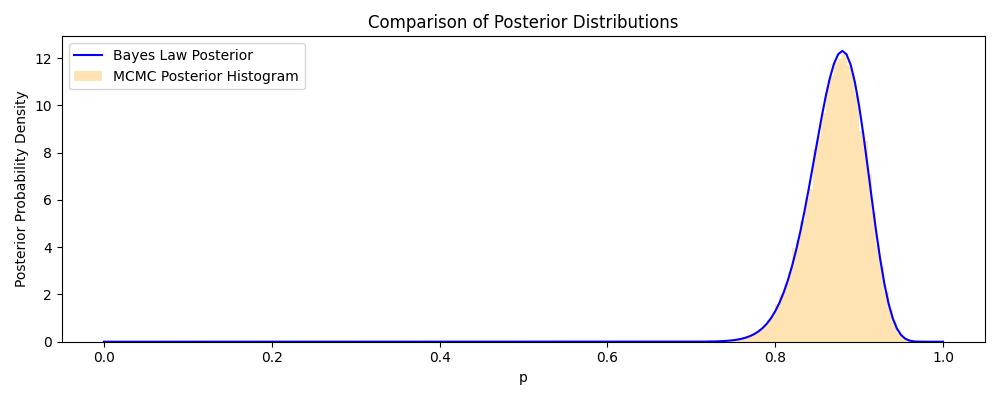 Comparison of Posterior Distributions
Bayes Law Posterior
MCMC Posterior Histogram
Posterior Probability Density
12
10
8
6
4
2
0
0.0 0.2 0.4 0.6 0.8 1.0
p